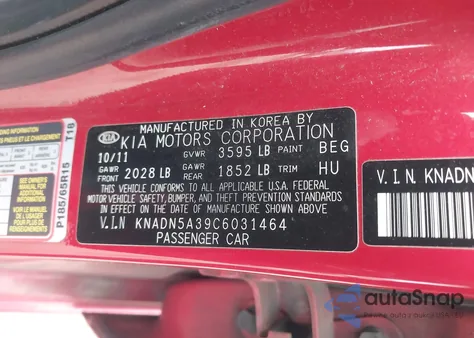 MANUFACTURED IN KOREA BY
KIA KIA MOTORS CORPORATION
10/11 GVWR 3595 LB PAINT BEG
GAWR FRONT 2028 LB GAWR REAR 1852 LB TRIM HU
THIS VEHICLE CONFORMS TO ALL APPLICABLE U.S.A. FEDERAL
MOTOR VEHICLE SAFETY, BUMPER, AND THEFT PREVENTION STANDARDS
IN EFFECT ON THE DATE OF MANUFACTURE SHOWN ABOVE
V.I.N KNADN5A39C6031464
PASSENGER CAR
P185/65R15
T16
V.I.N KNADN
autoSnap